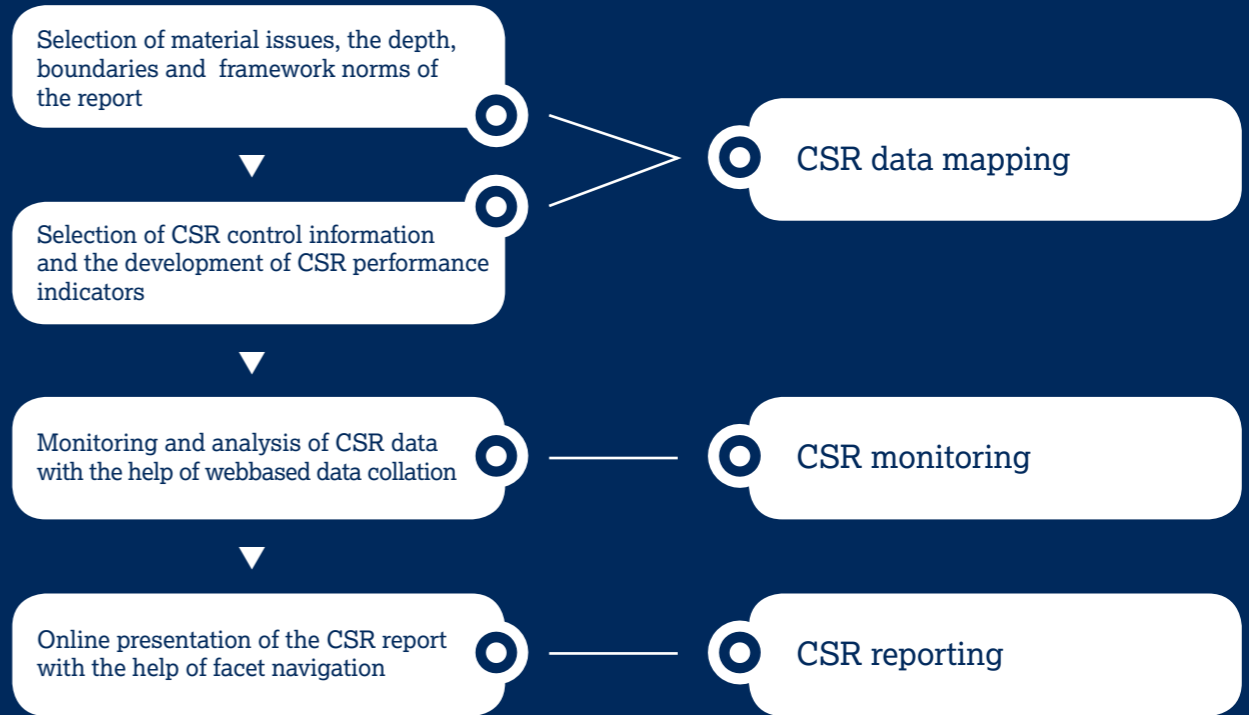 Selection of material issues, the depth,
boundaries and framework norms of
the report
CSR data mapping
Selection of CSR control information
and the development of CSR performance
indicators
Monitoring and analysis of CSR data
with the help of webbased data collation
CSR monitoring
Online presentation of the CSR report
with the help of facet navigation
CSR reporting